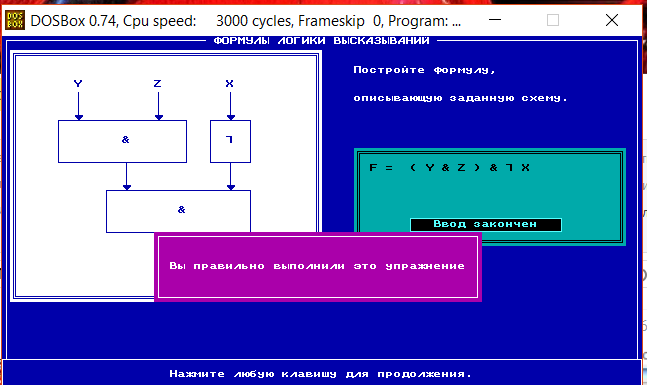 DOSBox 0.74, Cpu speed: 3000 cycles, Frameskip 0, Program: ...
ФОРМУЛЫ ЛОГИКИ ВЫСКАЗЫВАНИЙ
Y Z X
& ㄱ
&
Постройте формулу,
описывающую заданную схему.
F = ( Y & Z ) & ㄱ X
Ввод закончен
Вы правильно выполнили это упражнение
Нажмите любую клавишу для продолжения.